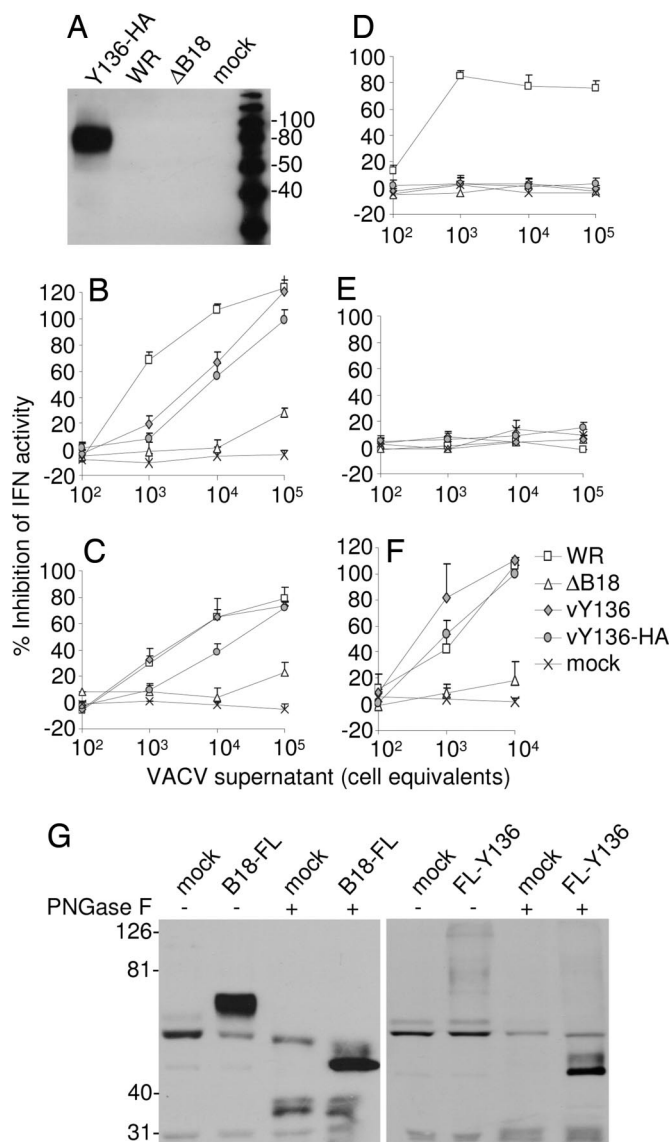 A
Y136-HA
WR
ΔB18
mock
-100
-80
-50
-40
D
100
80
60
40
20
0
-20
10²
10³
10⁴
10⁵
B
120
100
80
60
40
20
0
-20
10²
10³
10⁴
10⁵
E
100
80
60
40
20
0
-20
10²
10³
10⁴
10⁵
C
100
80
60
40
20
0
-20
10²
10³
10⁴
10⁵
F
120
100
80
60
40
20
0
-20
10²
10³
10⁴
WR
ΔB18
vY136
vY136-HA
mock
% Inhibition of IFN activity
VACV supernatant (cell equivalents)
G
mock
B18-FL
mock
B18-FL
mock
FL-Y136
mock
FL-Y136
PNGase F - - + + - - + +
126-
81-
40-
31-